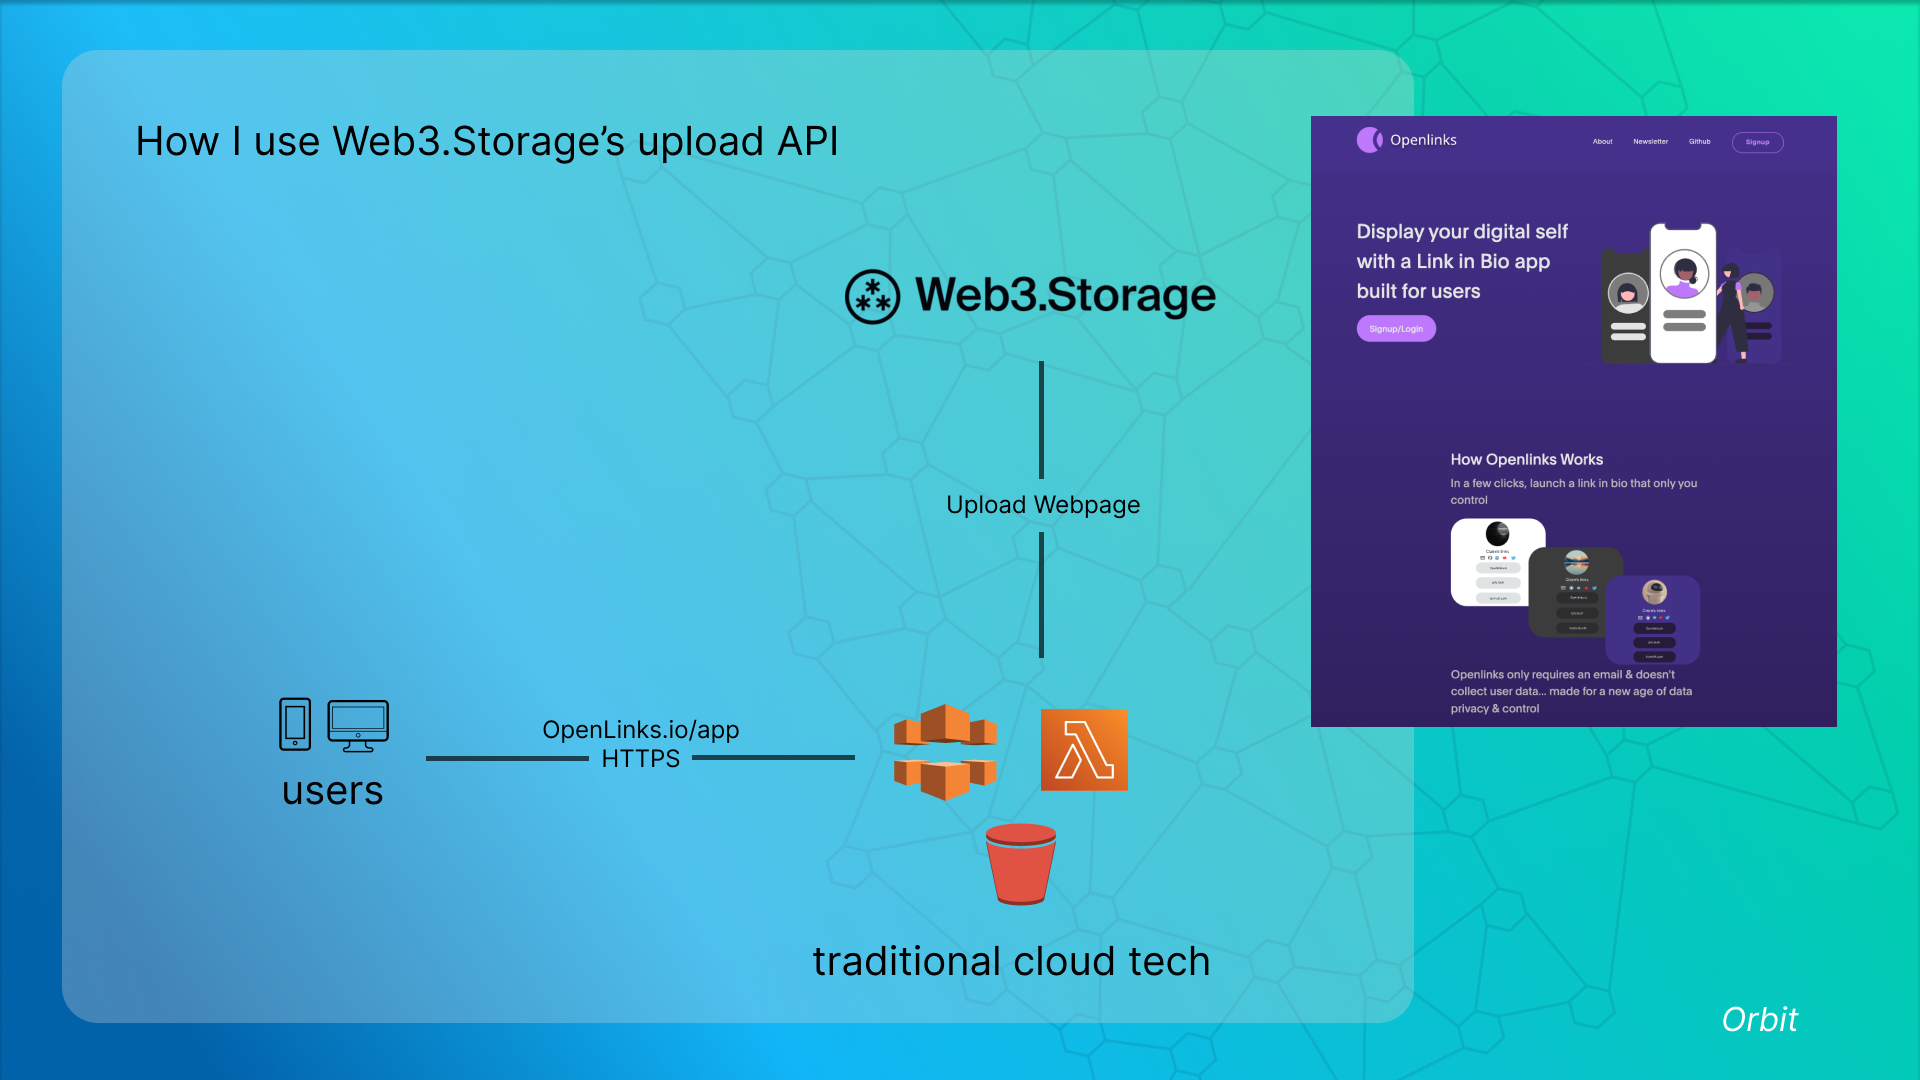 How I use Web3.Storage’s upload API
Web3.Storage
Upload Webpage
OpenLinks.io/app
HTTPS
users
traditional cloud tech
Openlinks
About
Newsletter
Github
Signup
Display your digital self
with a Link in Bio app
built for users
Signup/Login
How Openlinks Works
In a few clicks, launch a link in bio that only you
control
Openlinks only requires an email & doesn't
collect user data... made for a new age of data
privacy & control
Orbit